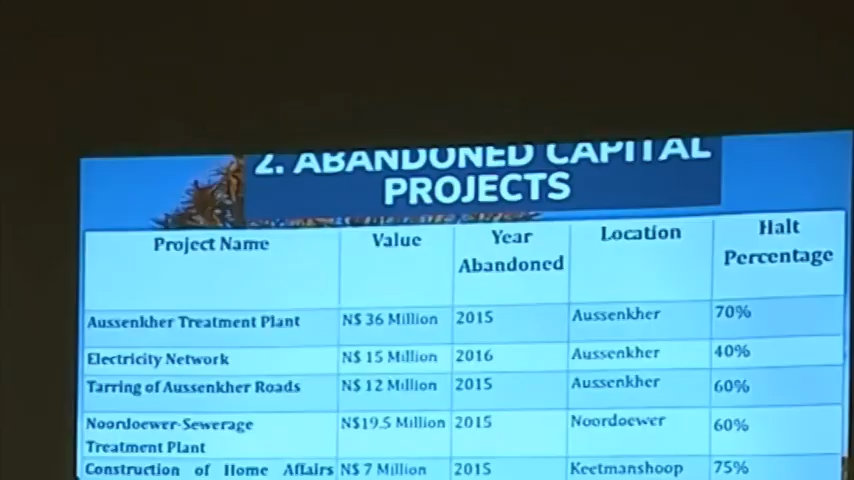 2. ABANDONED CAPITAL
PROJECTS
Project Name Value Year Abandoned Location Halt Percentage
Aussenkher Treatment Plant N$ 36 Million 2015 Aussenkher 70%
Electricity Network N$ 15 Million 2016 Aussenkher 40%
Tarring of Aussenkher Roads N$ 12 Million 2015 Aussenkher 60%
Noordoewer-Sewerage Treatment Plant N$19.5 Million 2015 Noordoewer 60%
Construction of Home Affairs N$ 7 Million 2015 Keetmanshoop 75%